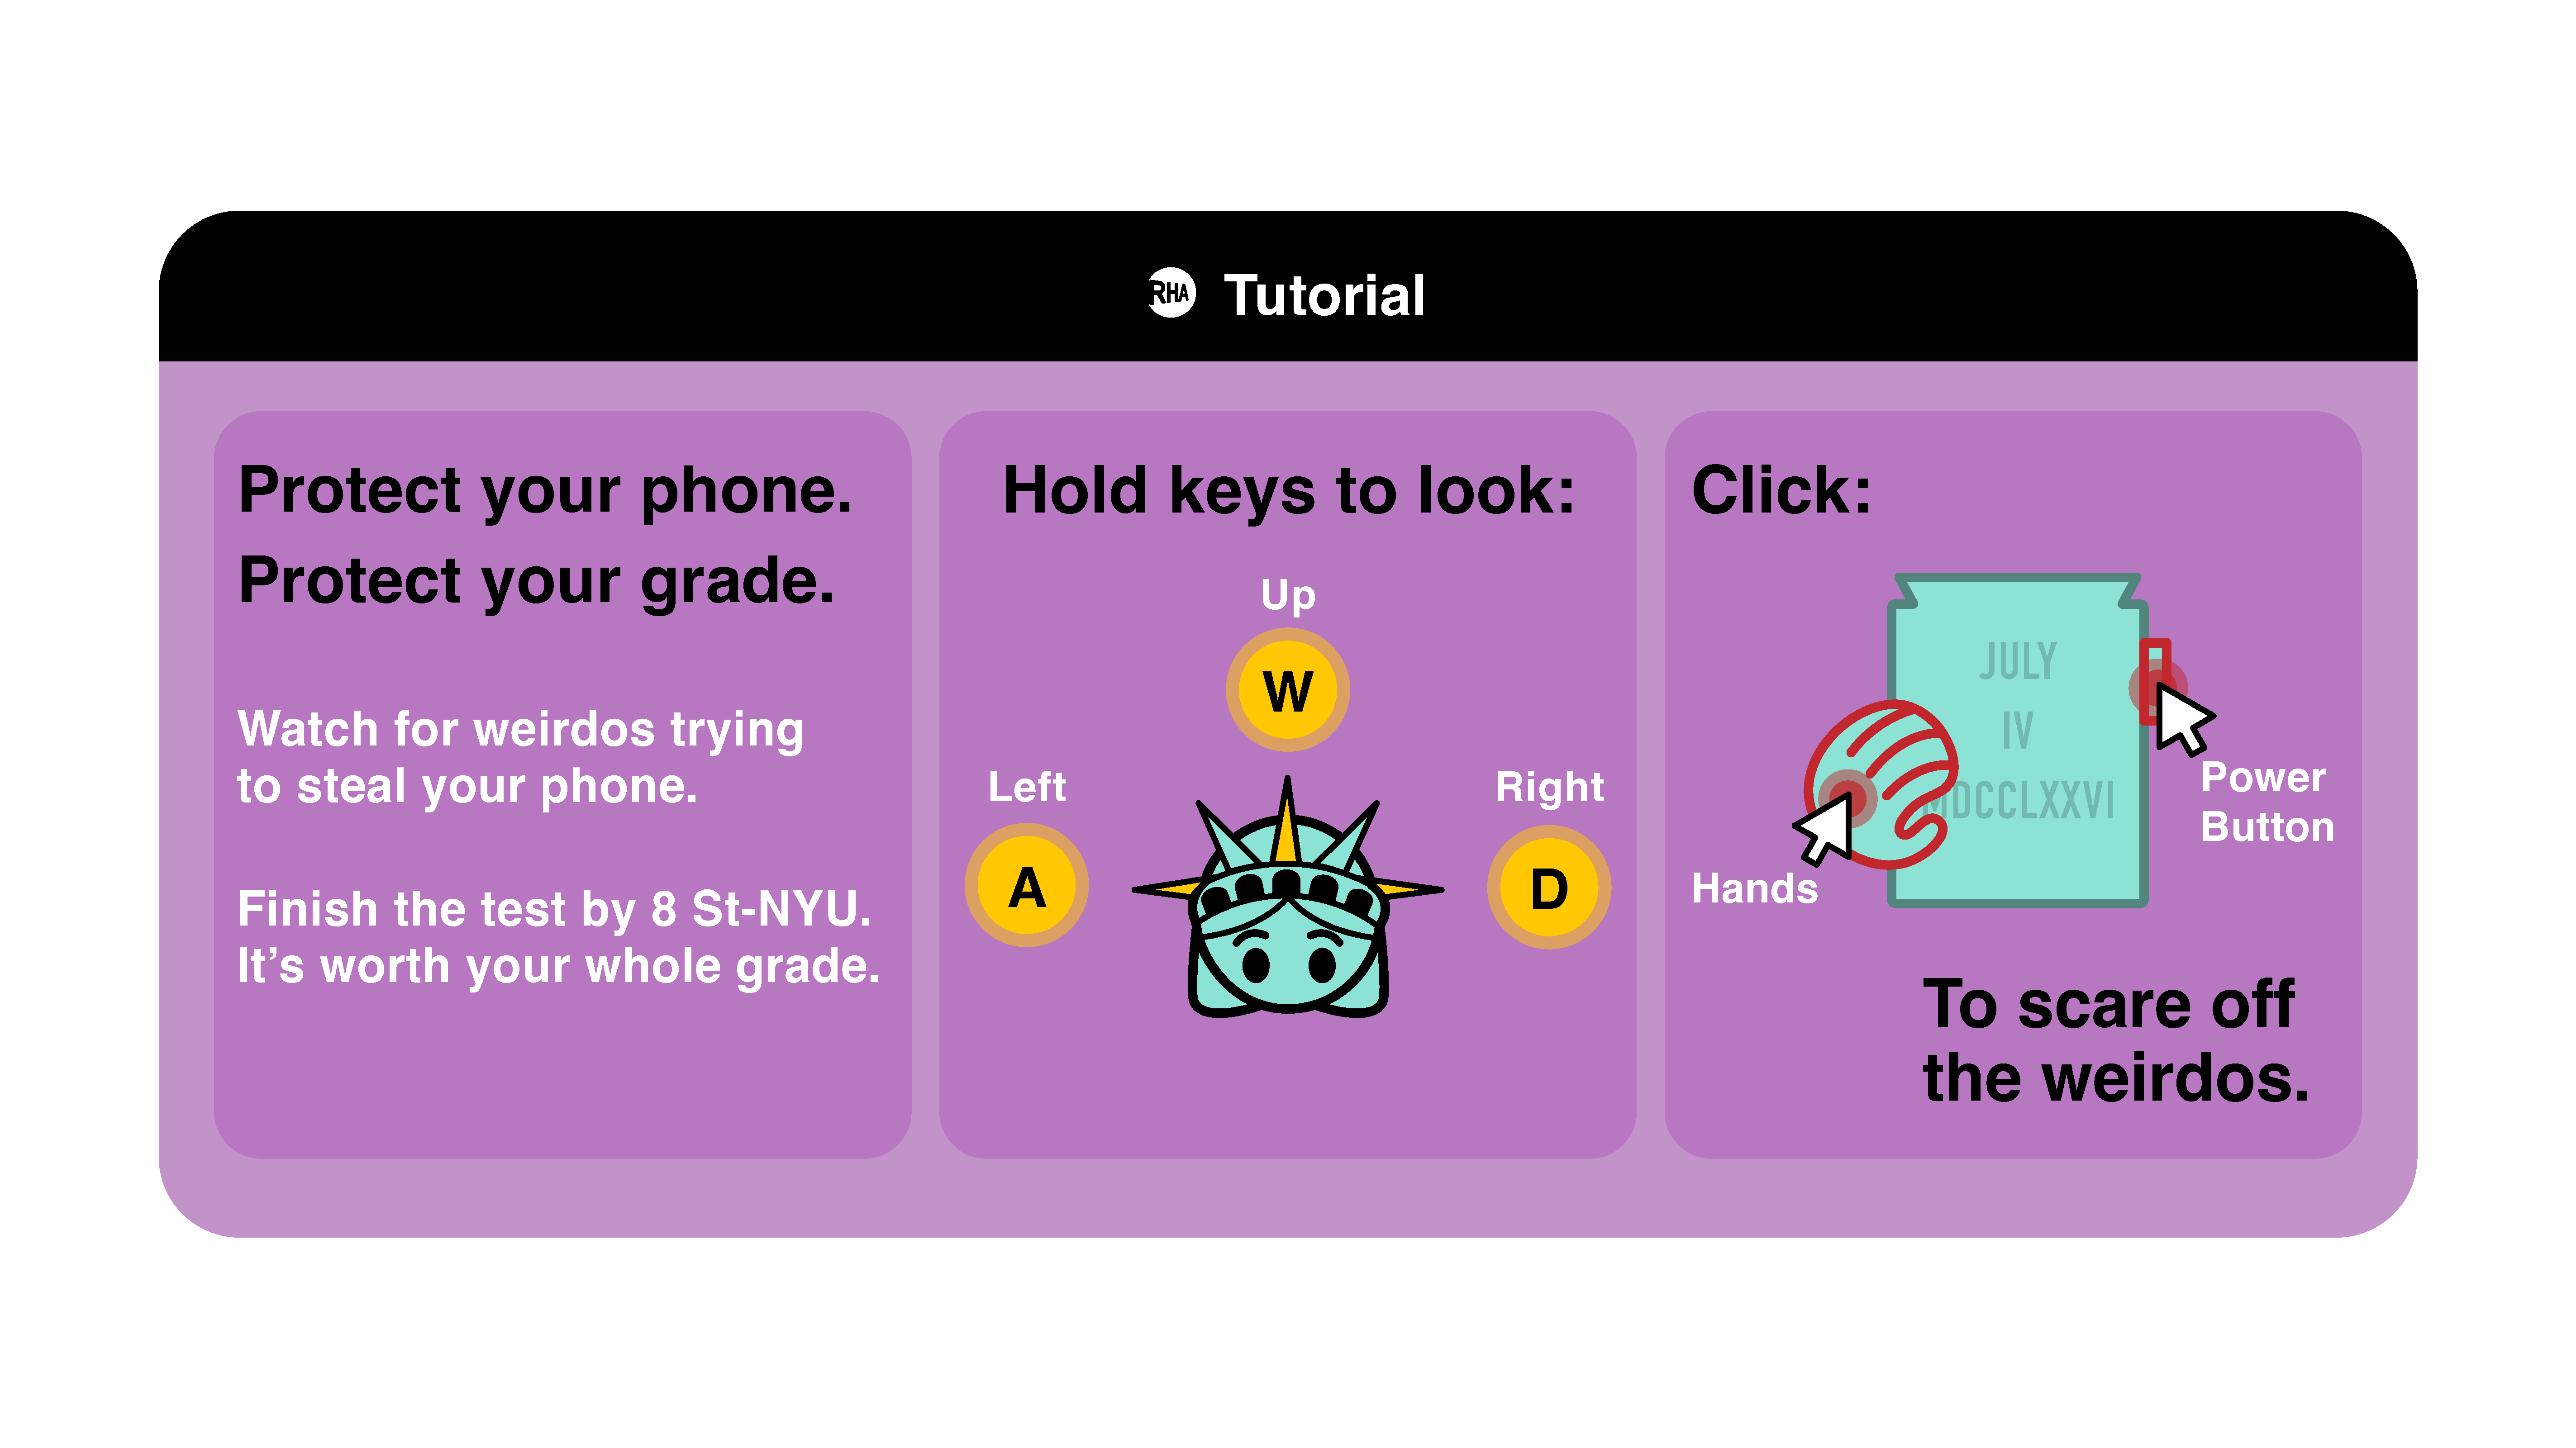 RHA Tutorial
Protect your phone.
Protect your grade.
Watch for weirdos trying
to steal your phone.
Finish the test by 8 St-NYU.
It’s worth your whole grade.
Hold keys to look:
Up
W
Left
A
Right
D
Click:
JULY
IV
MDCCLXXVI
Power
Button
Hands
To scare off
the weirdos.